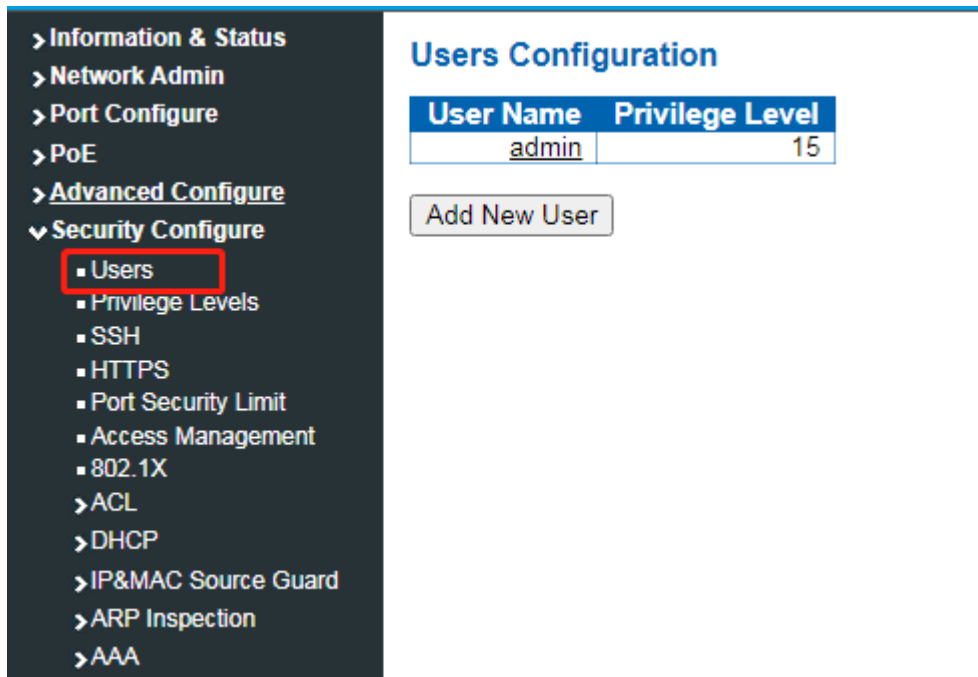 Information & Status
Network Admin
Port Configure
PoE
Advanced Configure
Security Configure
Users
Privilege Levels
SSH
HTTPS
Port Security Limit
Access Management
802.1X
ACL
DHCP
IP&MAC Source Guard
ARP Inspection
AAA
Users Configuration
User Name Privilege Level
admin 15
Add New User